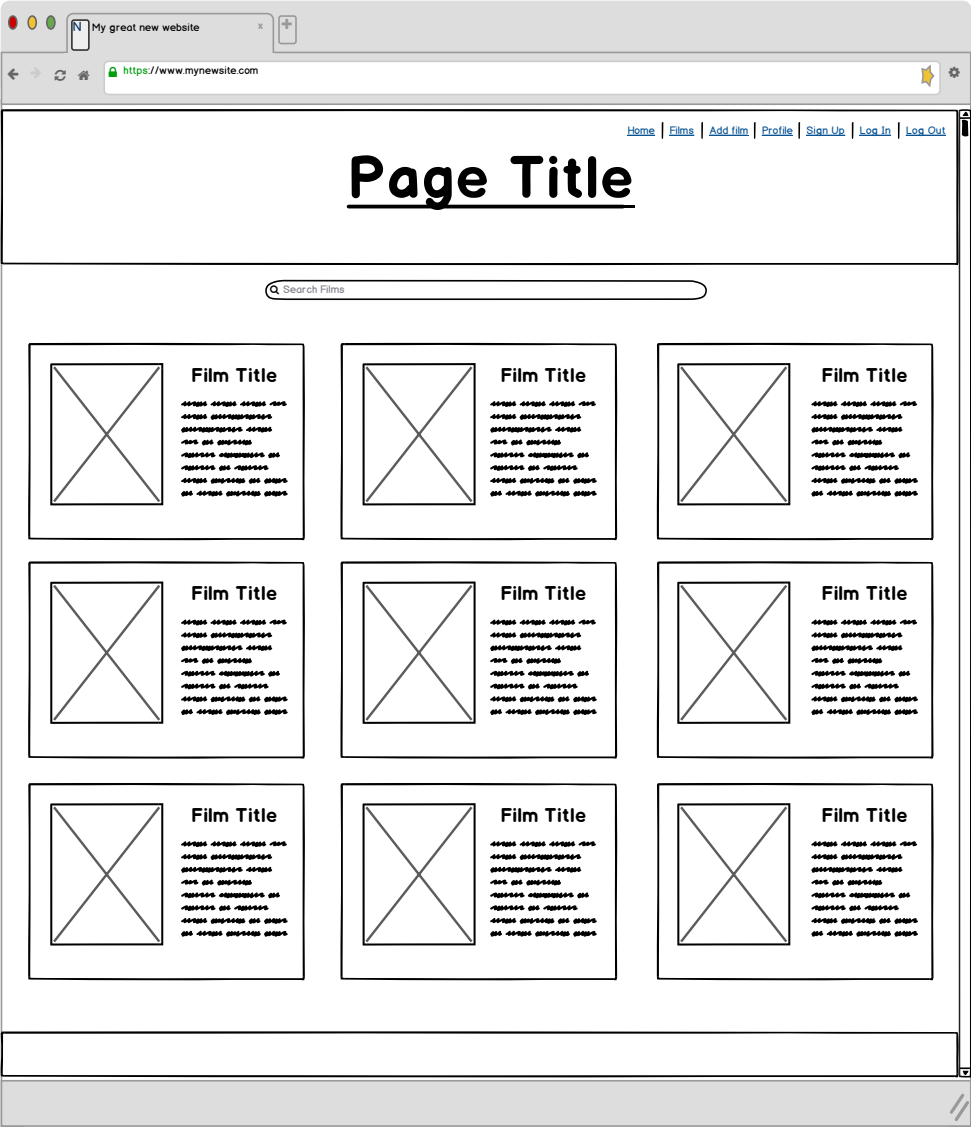 N My great new website x
https://www.mynewsite.com
Home | Films | Add film | Profile | Sign Up | Log In | Log Out
Page Title
Search Films
Film Title Film Title Film Title
Film Title Film Title Film Title
Film Title Film Title Film Title